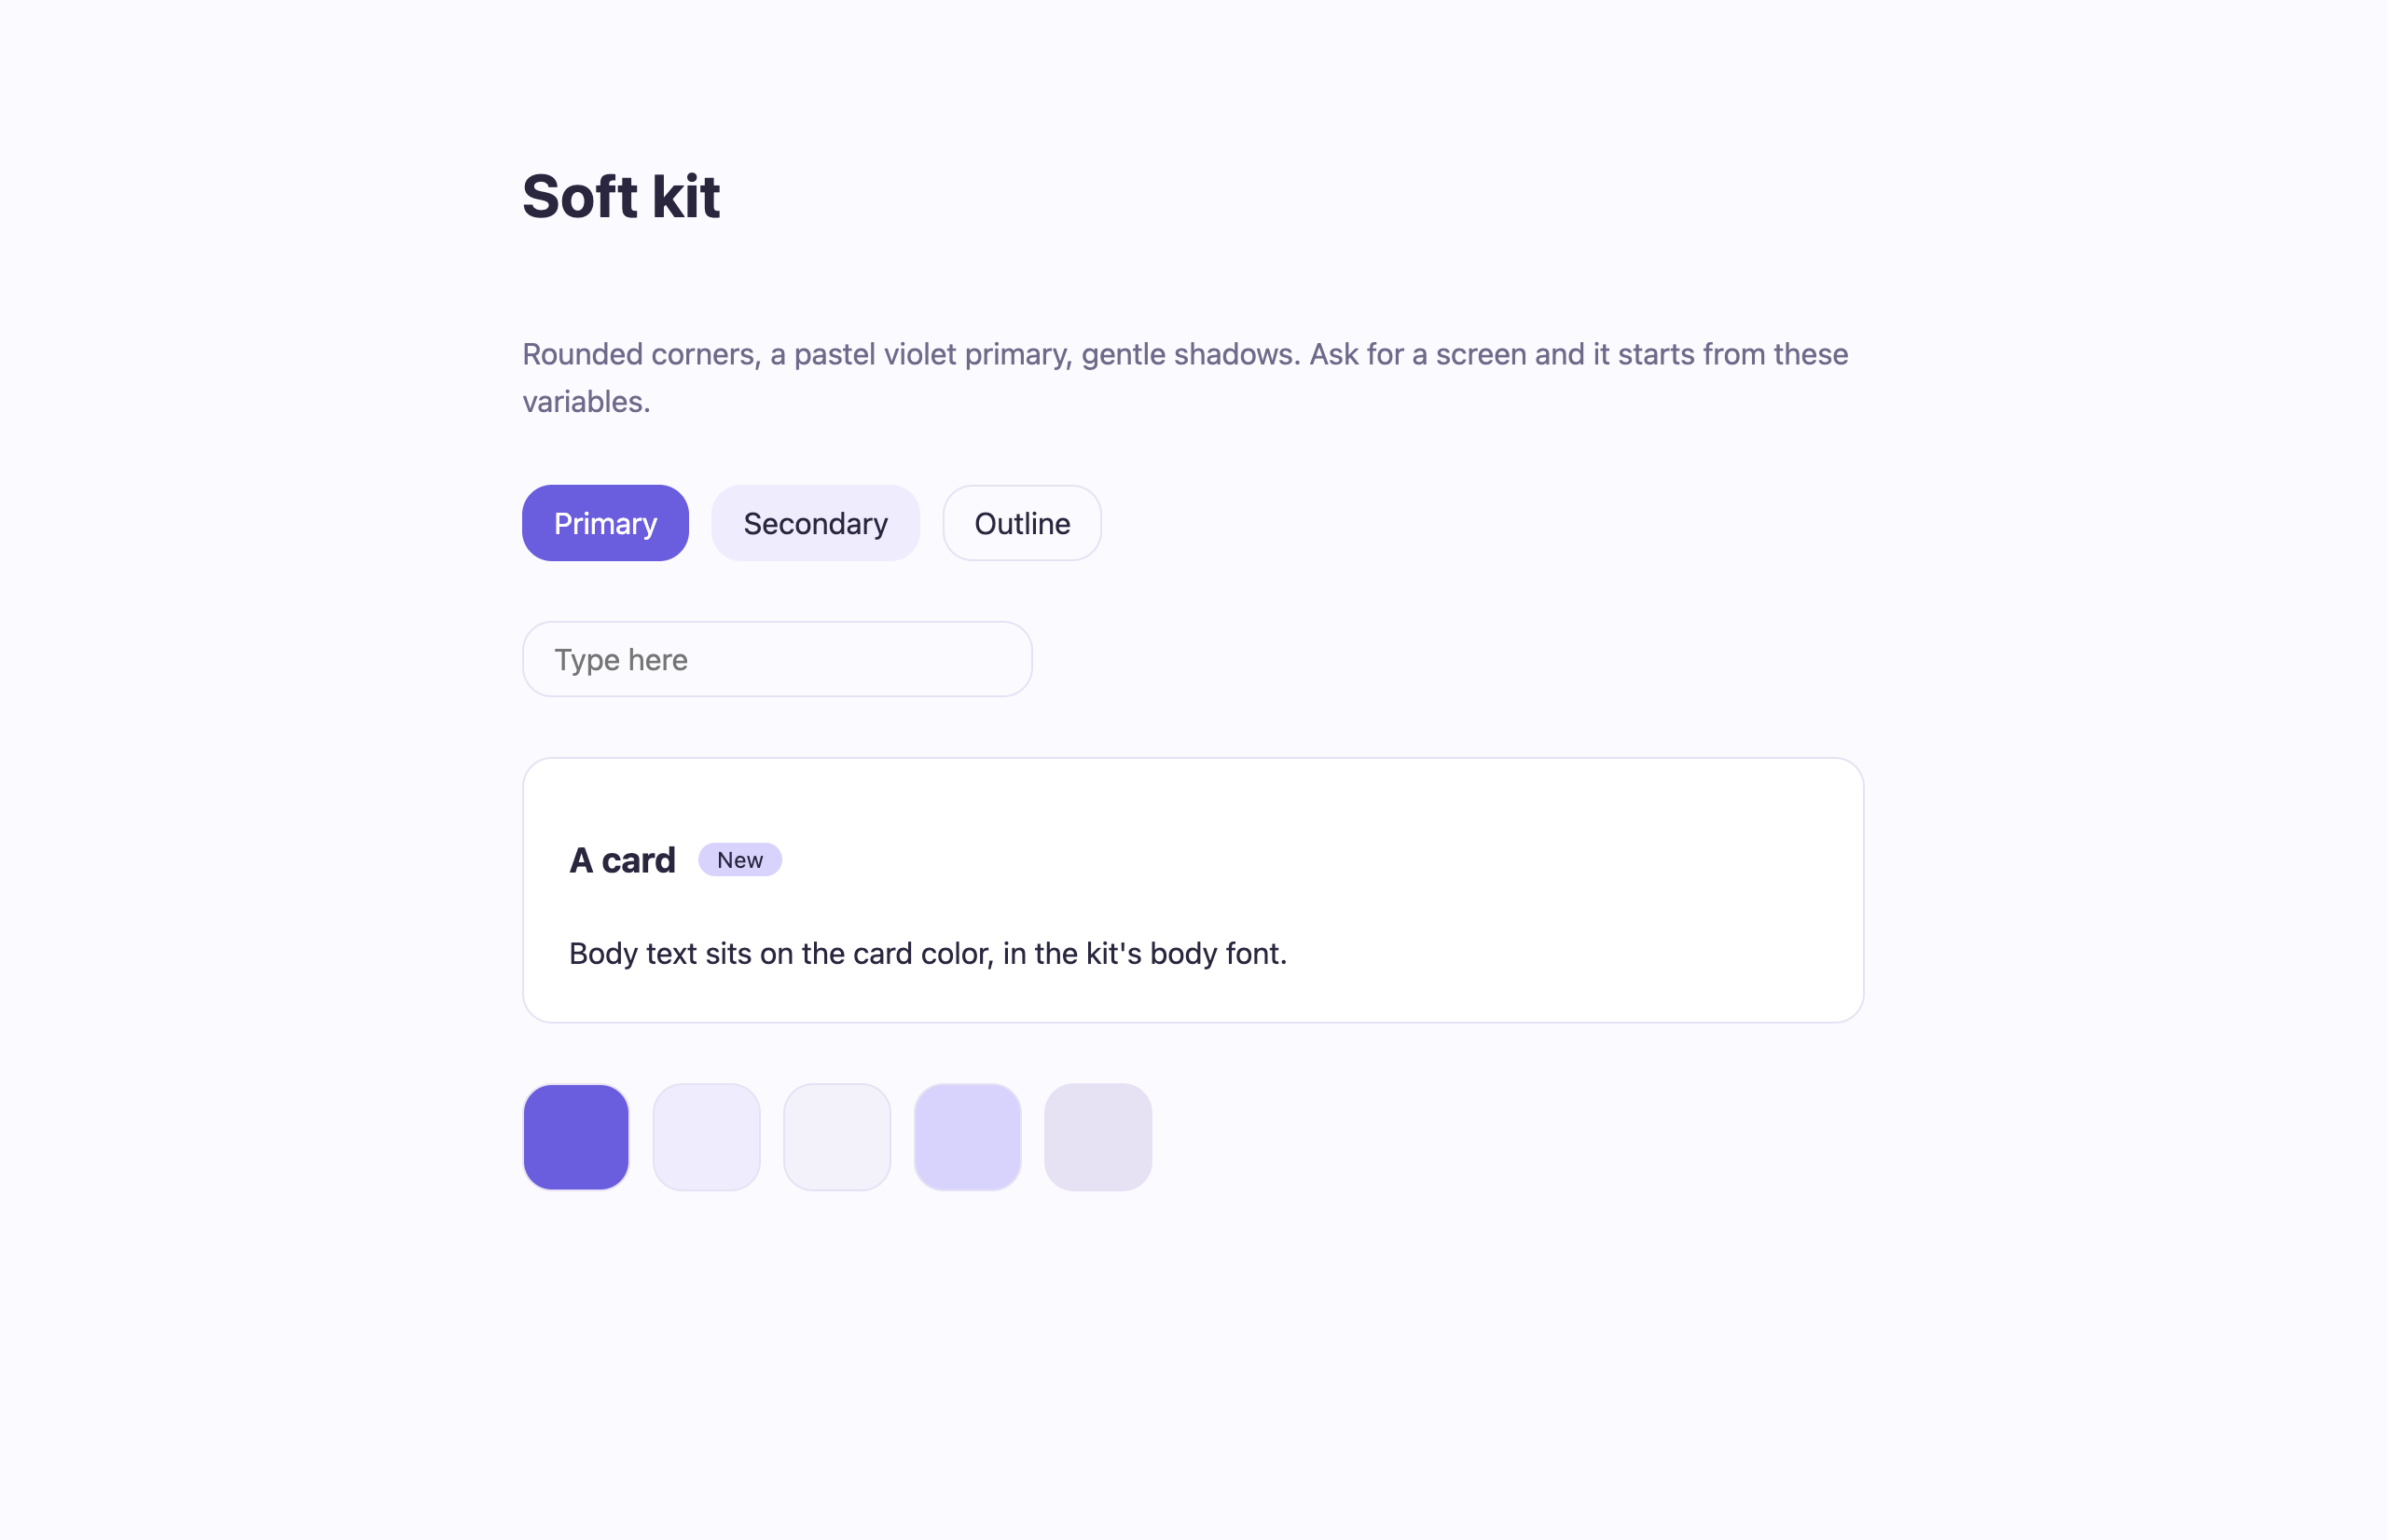 Soft kit
Rounded corners, a pastel violet primary, gentle shadows. Ask for a screen and it starts from these
variables.
Primary Secondary Outline
Type here
A card New
Body text sits on the card color, in the kit's body font.